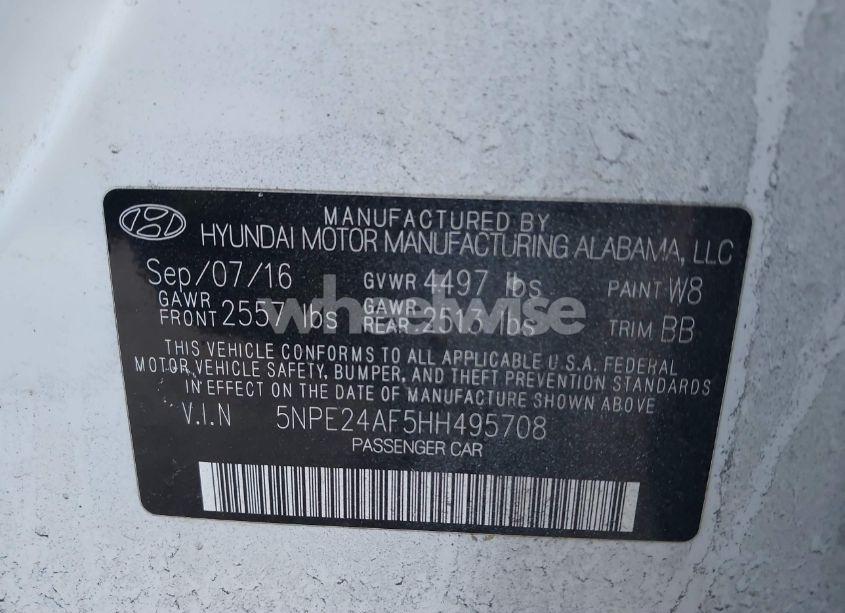 MANUFACTURED BY
HYUNDAI MOTOR MANUFACTURING ALABAMA, LLC
Sep/07/16 GVWR 4497 lbs PAINT W8
GAWR FRONT 2557 lbs GAWR REAR 2513 lbs TRIM BB
wheelwise
THIS VEHICLE CONFORMS TO ALL APPLICABLE U.S.A. FEDERAL
MOTOR VEHICLE SAFETY, BUMPER, AND THEFT PREVENTION STANDARDS
IN EFFECT ON THE DATE OF MANUFACTURE SHOWN ABOVE
V.I.N 5NPE24AF5HH495708
PASSENGER CAR